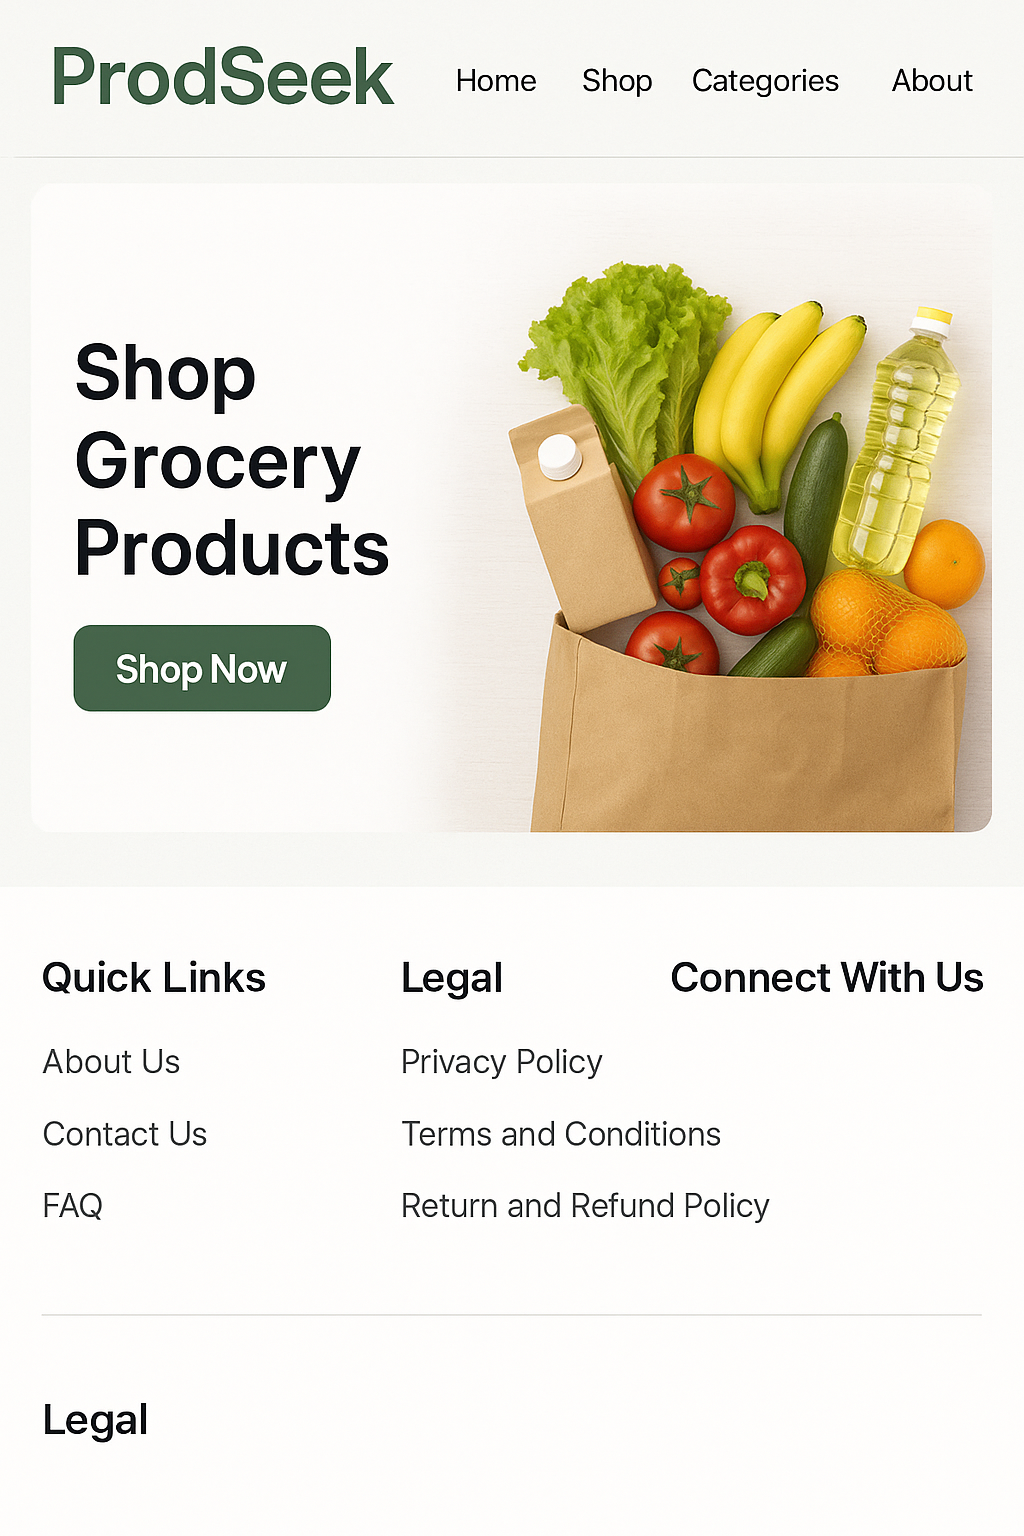 ProdSeek
Home Shop Categories About
Shop
Grocery
Products
Shop Now
Quick Links
About Us
Contact Us
FAQ
Legal
Privacy Policy
Terms and Conditions
Return and Refund Policy
Connect With Us
Legal